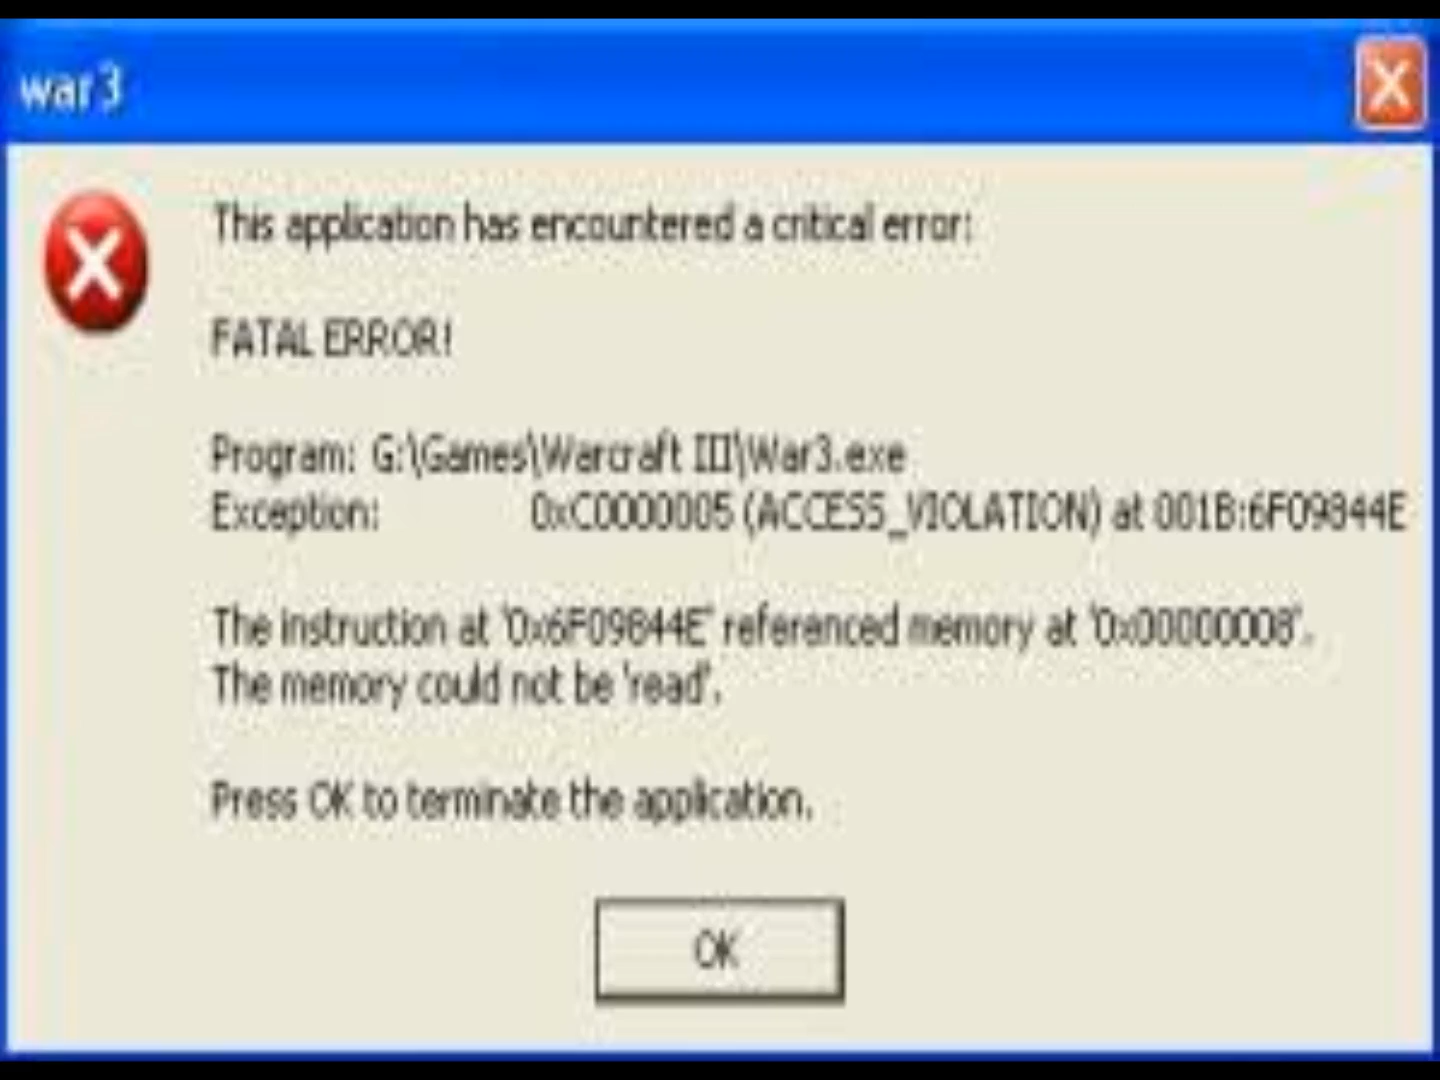 war3
This application has encountered a critical error:
FATAL ERROR!
Program: G:\Games\Warcraft III\War3.exe
Exception: 0xC0000005 (ACCESS_VIOLATION) at 001B:6F09844E
The instruction at '0x6F09844E' referenced memory at '0x00000008'.
The memory could not be 'read'.
Press OK to terminate the application.
OK